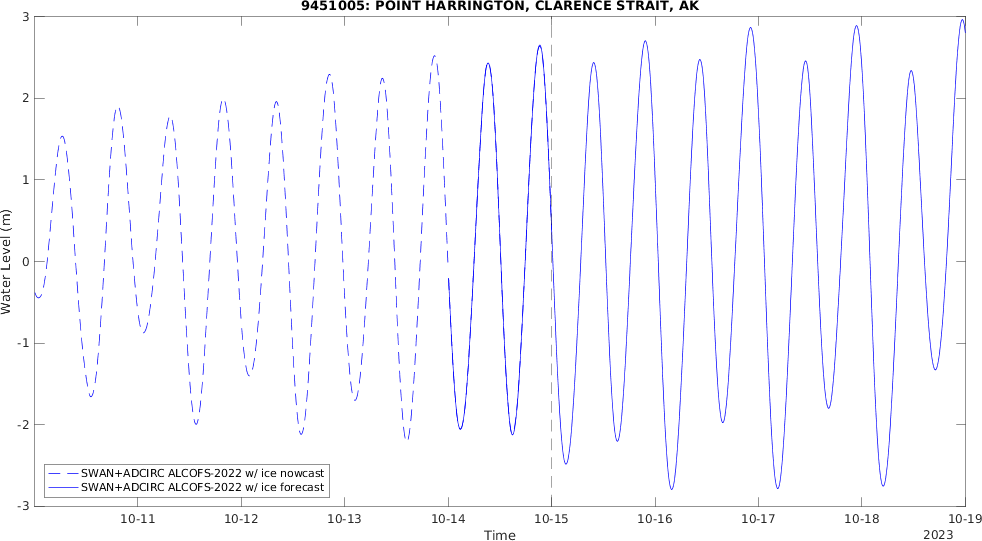 9451005: POINT HARRINGTON, CLARENCE STRAIT, AK
3
2
1
0
-1
-2
-3
Water Level (m)
SWAN+ADCIRC ALCOFS-2022 w/ ice nowcast
SWAN+ADCIRC ALCOFS-2022 w/ ice forecast
10-11 10-12 10-13 10-14 10-15 10-16 10-17 10-18 10-19
Time
2023